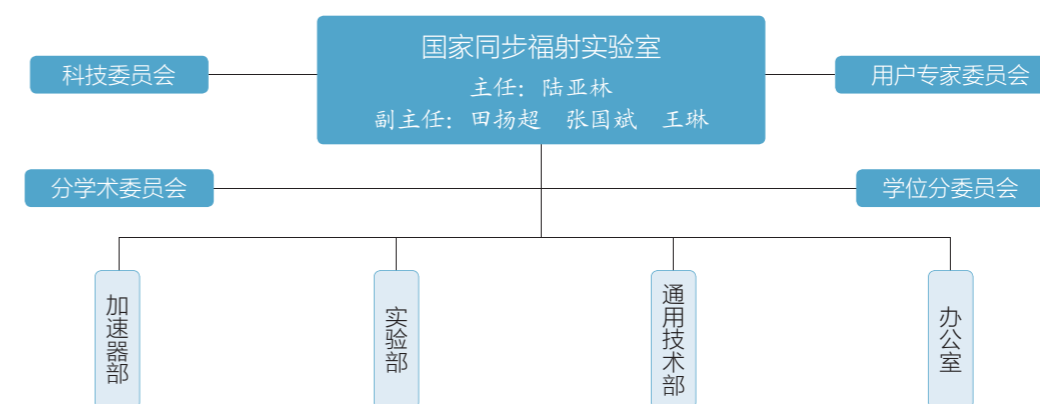 国家同步福射实验室
主任：陆亚林
副主任：田扬超 张国斌 王琳
科技委员会
用户专家委员会
分学术委员会
学位分委员会
加速器部
实验部
通用技术部
办公室